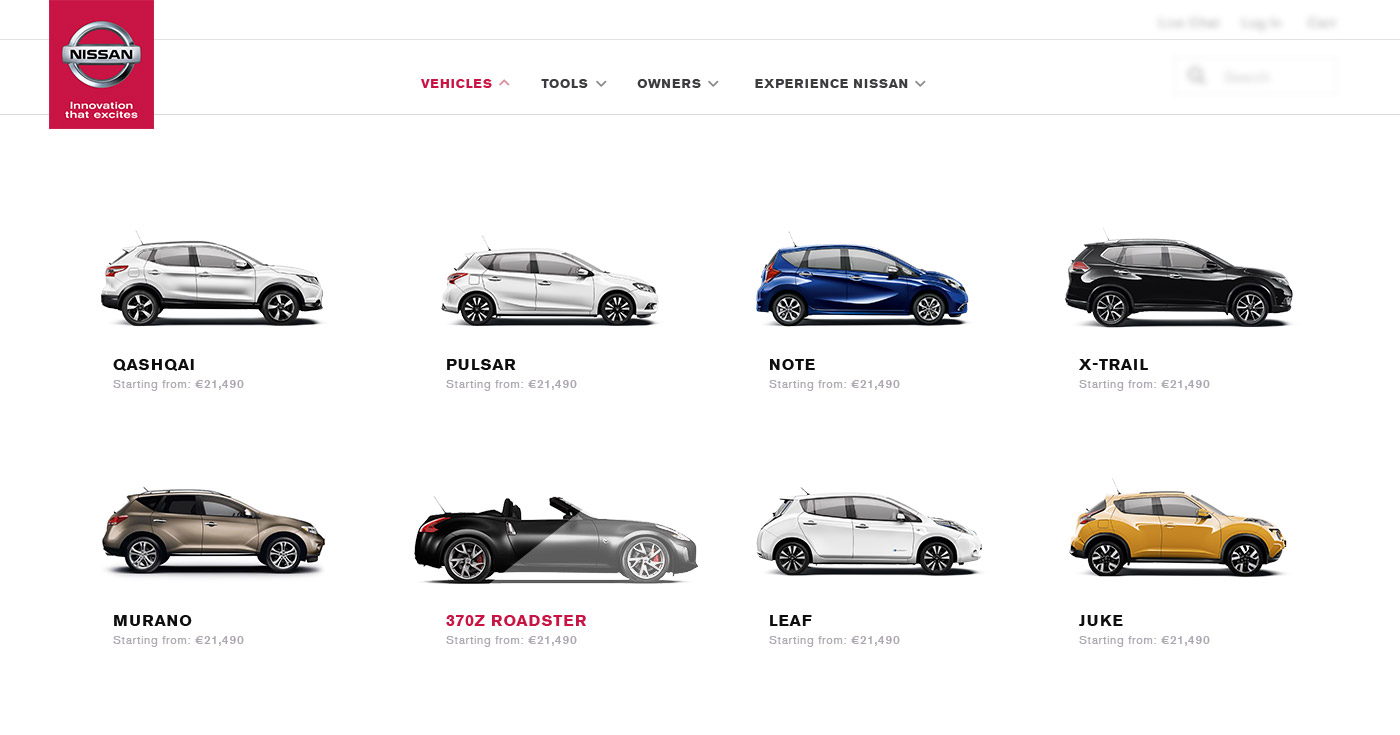 Live Chat Log In Cart
NISSAN
Innovation
that excites
VEHICLES TOOLS OWNERS EXPERIENCE NISSAN
Search
QASHQAI PULSAR NOTE X-TRAIL
Starting from: €21,490 Starting from: €21,490 Starting from: €21,490 Starting from: €21,490
MURANO 370Z ROADSTER LEAF JUKE
Starting from: €21,490 Starting from: €21,490 Starting from: €21,490 Starting from: €21,490